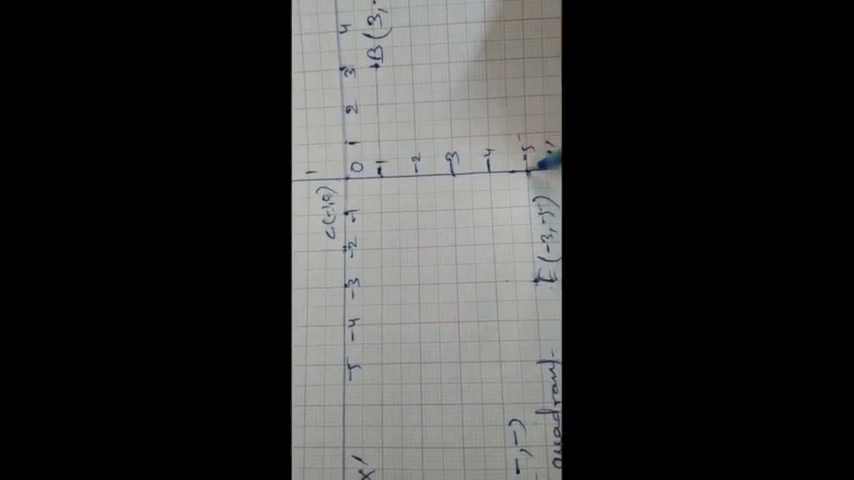 1
C(-1,0)
-5 -4 -3 -2 -1 0 1 2 3 4
B(3,
-1
-2
-3
-4
-5
(-3,-5)
X'
-,-)
quadrant